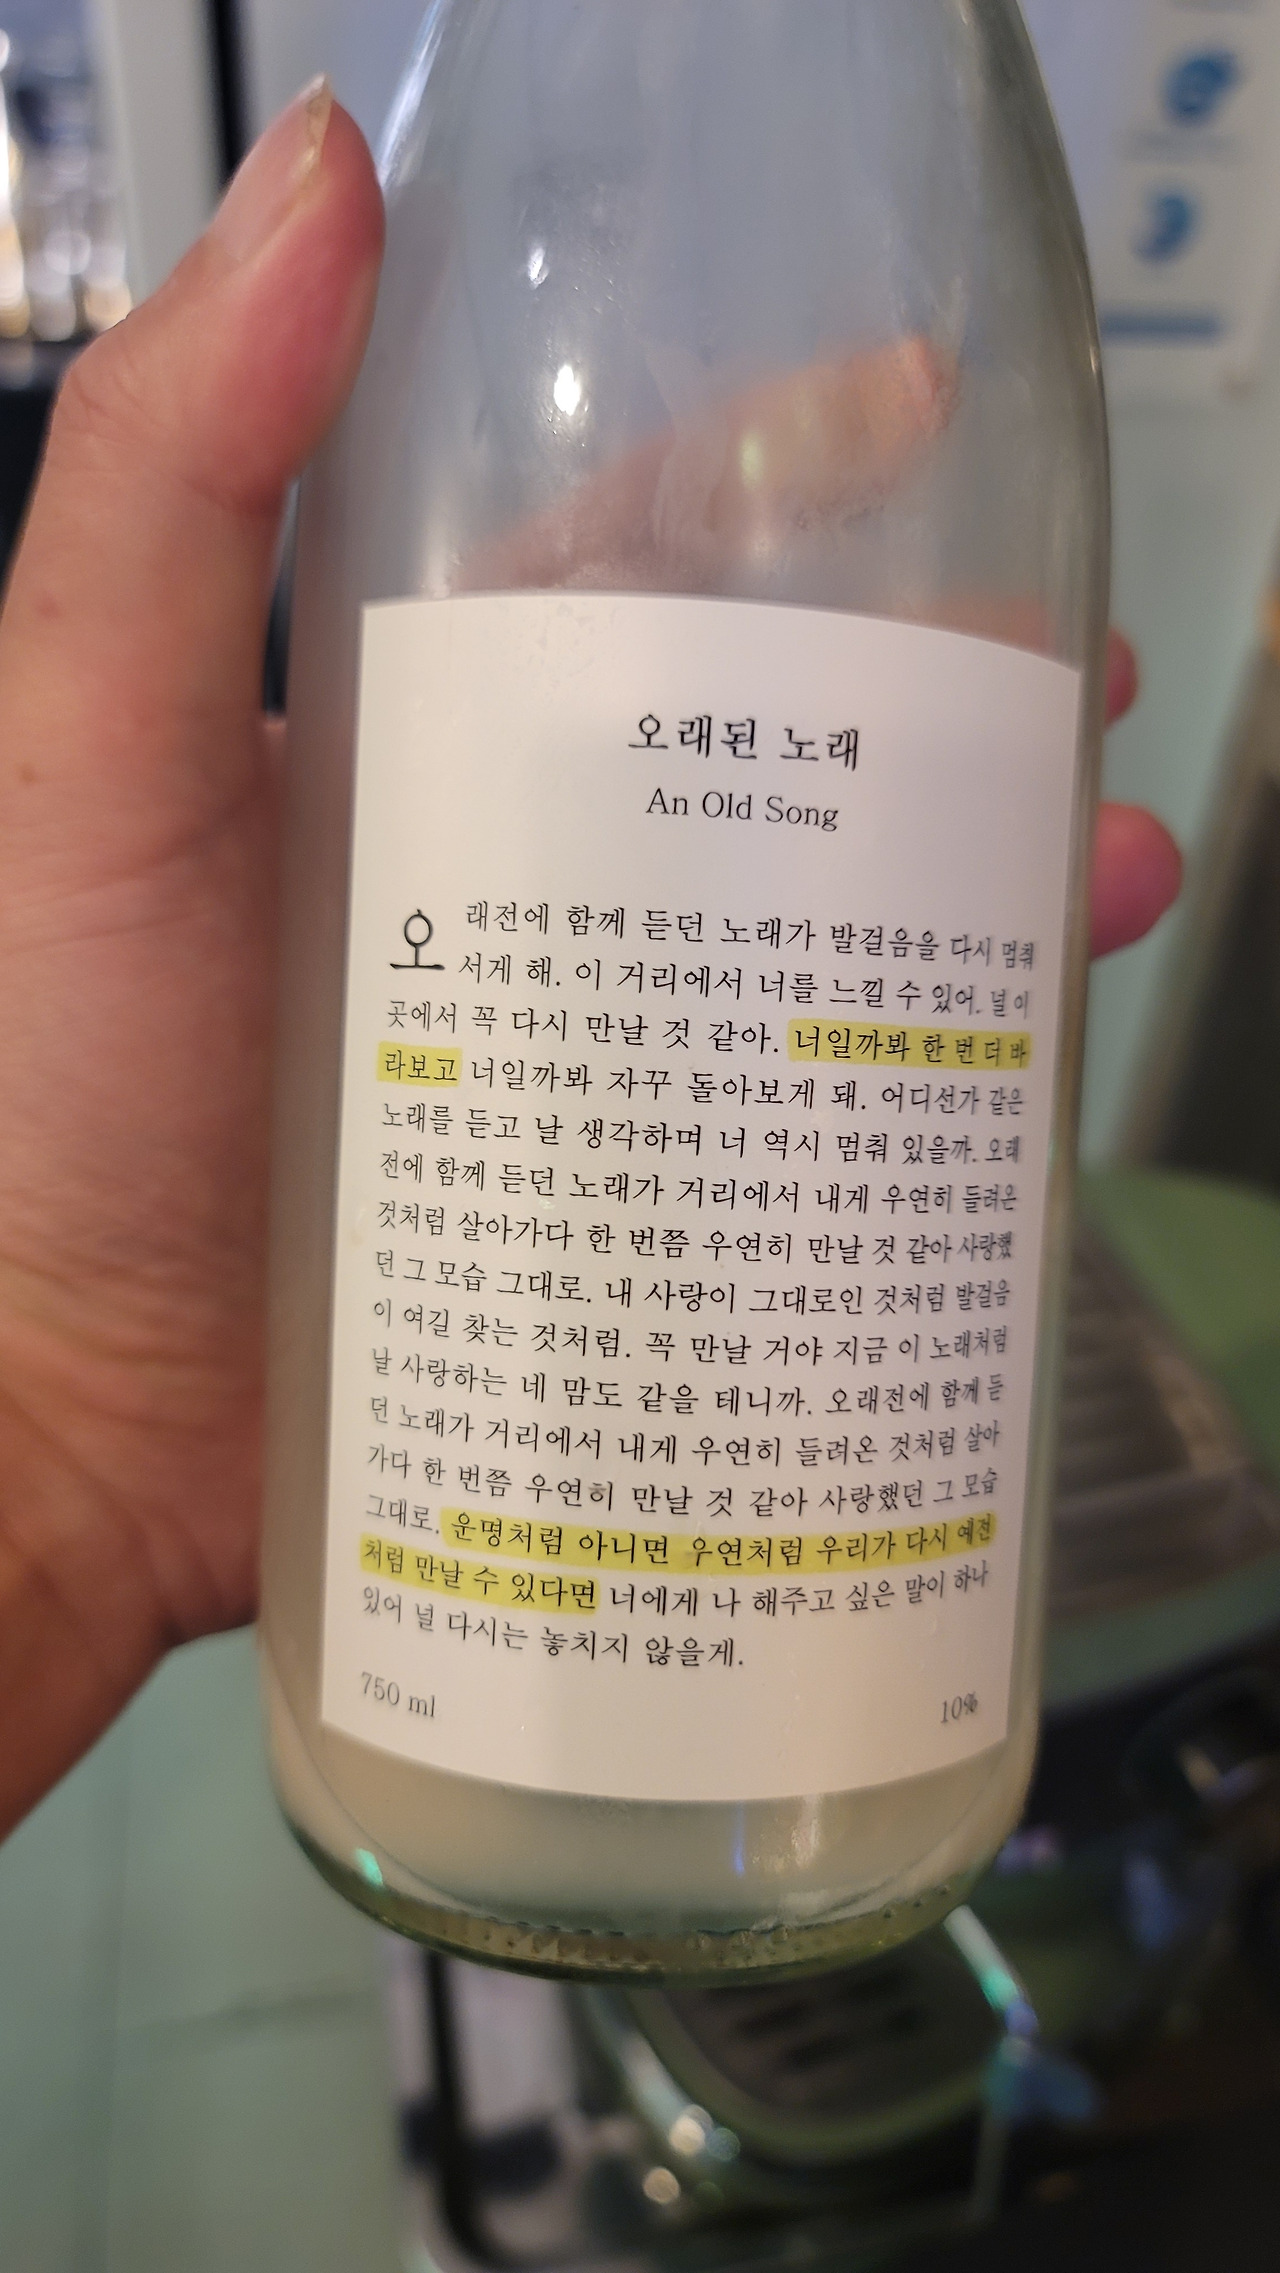 오래된 노래
An Old Song
오래전에 함께 듣던 노래가 발걸음을 다시 멈춰
서게 해. 이 거리에서 너를 느낄 수 있어. 널 이
곳에서 꼭 다시 만날 것 같아. 너일까봐 한 번 더 바
라보고 너일까봐 자꾸 돌아보게 돼. 어디선가 같은
노래를 듣고 날 생각하며 너 역시 멈춰 있을까. 오래
전에 함께 듣던 노래가 거리에서 내게 우연히 들려온
것처럼 살아가다 한 번쯤 우연히 만날 것 같아 사랑했
던 그 모습 그대로. 내 사랑이 그대로인 것처럼 발걸음
이 여길 찾는 것처럼. 꼭 만날 거야 지금 이 노래처럼
날 사랑하는 네 맘도 같을 테니까. 오래전에 함께 듣
던 노래가 거리에서 내게 우연히 들려온 것처럼 살아
가다 한 번쯤 우연히 만날 것 같아 사랑했던 그 모습
그대로. 운명처럼 아니면 우연처럼 우리가 다시 예전
처럼 만날 수 있다면 너에게 나 해주고 싶은 말이 하나
있어 널 다시는 놓치지 않을게.
750 ml
10%